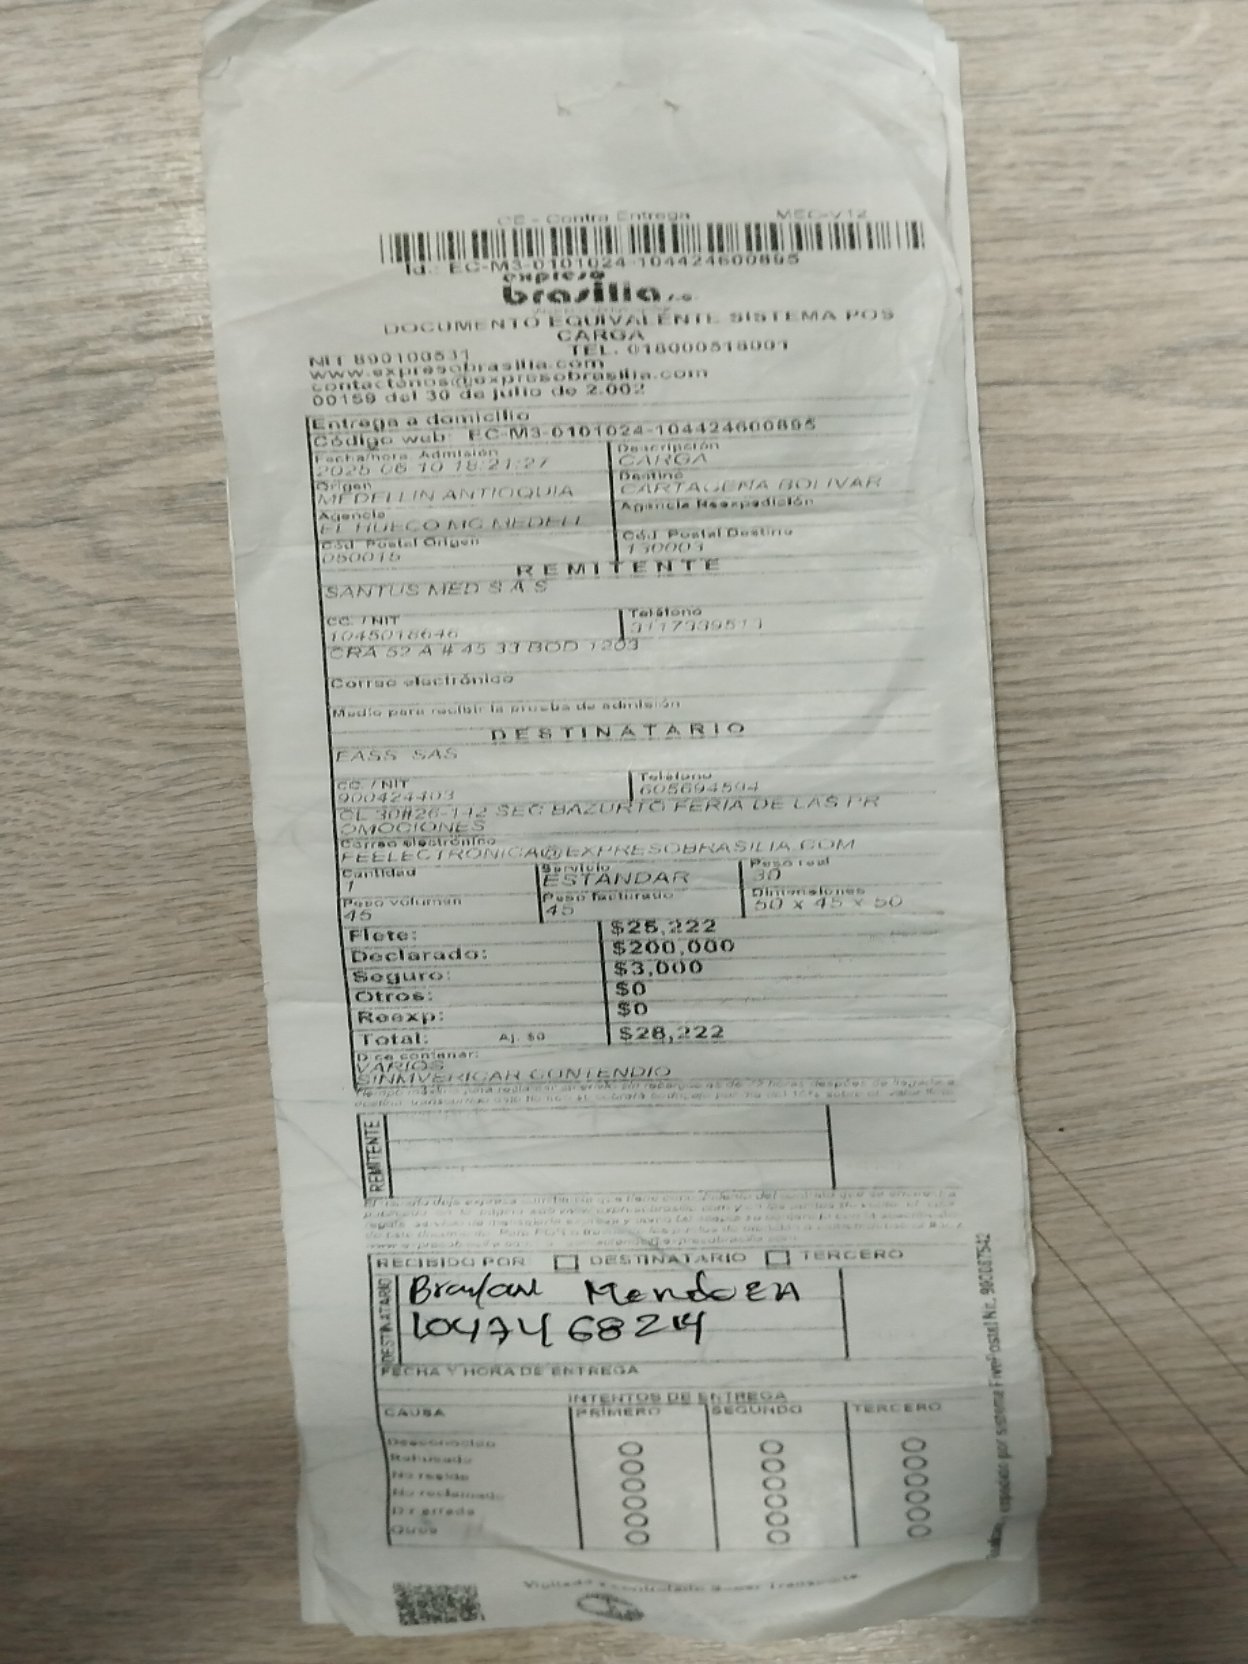 CE - Contra Entrega MEC-V12
Id.: EC-M3-0101024-104424600895
expreso
brasilia s.a.
DOCUMENTO EQUIVALENTE SISTEMA POS
CARGA
NIT 890100531 TEL. 018000518001
www.expresobrasilia.com
contactenos@expresobrasilia.com
00159 del 30 de julio de 2.002
Entrega a domicilio
Código web: EC-M3-0101024-104424600895
Fecha/hora Admisión Descripción
2025 06 10 18:21:27 CARGA
Origen Destino
MEDELLIN ANTIOQUIA CARTAGENA BOLIVAR
Agencia Agencia Reexpedición
EL HUECO MC MEDELL
Cód. Postal Origen Cód. Postal Destino
050015 130003
REMITENTE
SANTUS MED S A S
CC. / NIT Teléfono
1045018646 3117339511
CRA 52 A # 45 33 BOD 1203
Correo electrónico
Medio para recibir la prueba de admisión
DESTINATARIO
EASS SAS
CC. / NIT Teléfono
900424403 605694594
CL 30#26-142 SEC BAZURTO FERIA DE LAS PR
OMOCIONES
Correo electrónico
FEELECTRONICA@EXPRESOBRASILIA.COM
Cantidad Servicio Peso real
1 ESTANDAR 30
Peso volumen Peso facturado Dimensiones
45 45 50 x 45 x 50
Flete: $25,222
Declarado: $200,000
Seguro: $3,000
Otros: $0
Reexp: $0
Total: Aj. $0 $28,222
Dice contener:
VARIOS
SINMVERIGAR CONTENDIO
REMITENTE
RECIBIDO POR DESTINATARIO TERCERO
DESTINATARIO
Brayan Mendoza
1047468214
FECHA Y HORA DE ENTREGA
INTENTOS DE ENTREGA
CAUSA PRIMERO SEGUNDO TERCERO
Desconocido
Rehusado
No reside
No reclamado
Dir errada
Otros